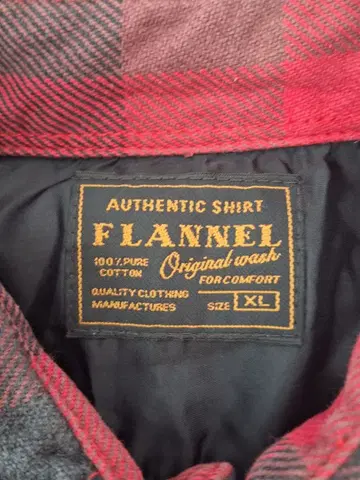 AUTHENTIC SHIRT
FLANNEL
100% PURE
COTTON
Original wash
FOR COMFORT
QUALITY CLOTHING
MANUFACTURES
SIZE XL